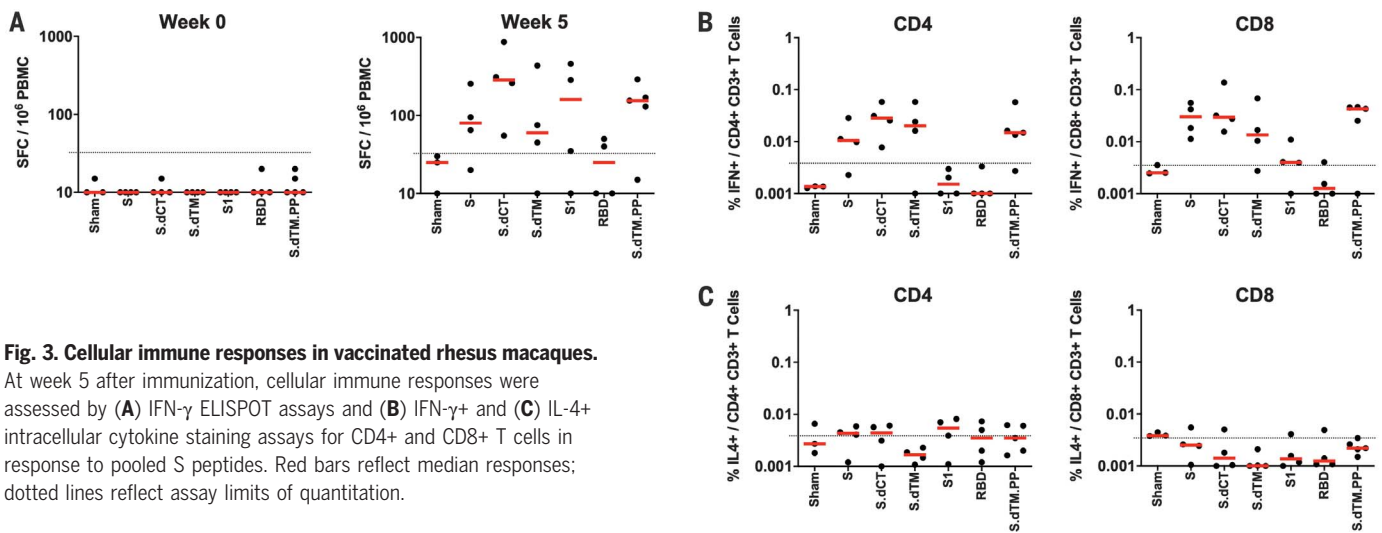 A
Week 0
SFC / 10⁶ PBMC
1000
100
10
Sham
S
S.dCT
S.dTM
S1
RBD
S.dTM.PP
Week 5
SFC / 10⁶ PBMC
1000
100
10
Sham
S
S.dCT
S.dTM
S1
RBD
S.dTM.PP
B
CD4
% IFN+ / CD4+ CD3+ T Cells
1
0.1
0.01
0.001
Sham
S
S.dCT
S.dTM
S1
RBD
S.dTM.PP
CD8
% IFN+ / CD8+ CD3+ T Cells
1
0.1
0.01
0.001
Sham
S
S.dCT
S.dTM
S1
RBD
S.dTM.PP
C
CD4
% IL4+ / CD4+ CD3+ T Cells
1
0.1
0.01
0.001
Sham
S
S.dCT
S.dTM
S1
RBD
S.dTM.PP
CD8
% IL4+ / CD8+ CD3+ T Cells
1
0.1
0.01
0.001
Sham
S
S.dCT
S.dTM
S1
RBD
S.dTM.PP
Fig. 3. Cellular immune responses in vaccinated rhesus macaques.
At week 5 after immunization, cellular immune responses were
assessed by (A) IFN-γ ELISPOT assays and (B) IFN-γ+ and (C) IL-4+
intracellular cytokine staining assays for CD4+ and CD8+ T cells in
response to pooled S peptides. Red bars reflect median responses;
dotted lines reflect assay limits of quantitation.